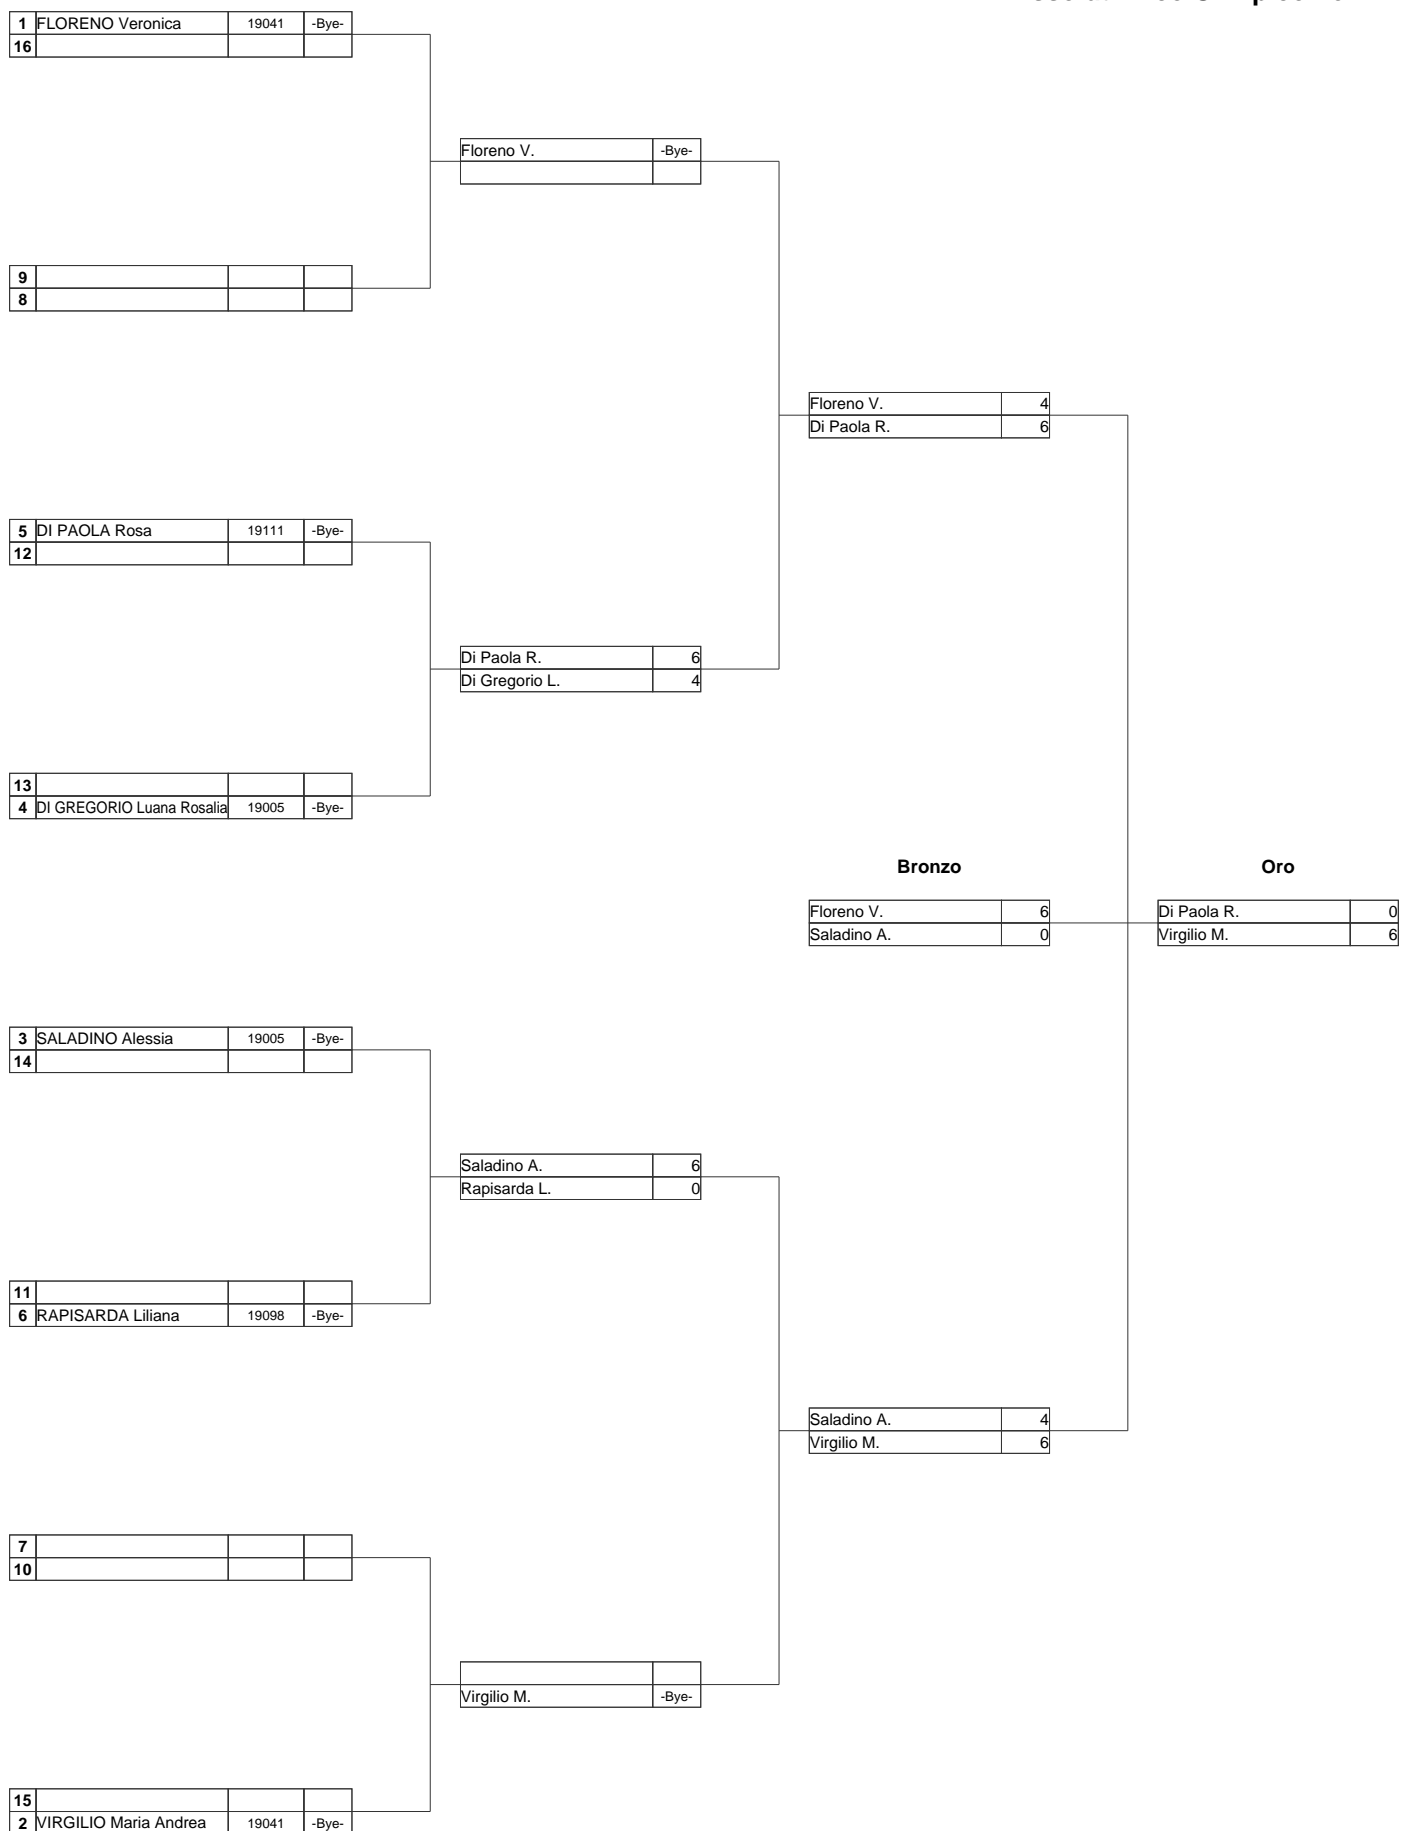 1 FLORENO Veronica 19041 -Bye-
16
Floreno V. -Bye-
9
8
Floreno V. 4
Di Paola R. 6
5 DI PAOLA Rosa 19111 -Bye-
12
Di Paola R. 6
Di Gregorio L. 4
13
4 DI GREGORIO Luana Rosalia 19005 -Bye-
Bronzo Oro
Floreno V. 6 Di Paola R. 0
Saladino A. 0 Virgilio M. 6
3 SALADINO Alessia 19005 -Bye-
14
Saladino A. 6
Rapisarda L. 0
11
6 RAPISARDA Liliana 19098 -Bye-
Saladino A. 4
Virgilio M. 6
7
10
Virgilio M. -Bye-
15
2 VIRGILIO Maria Andrea 19041 -Bye-